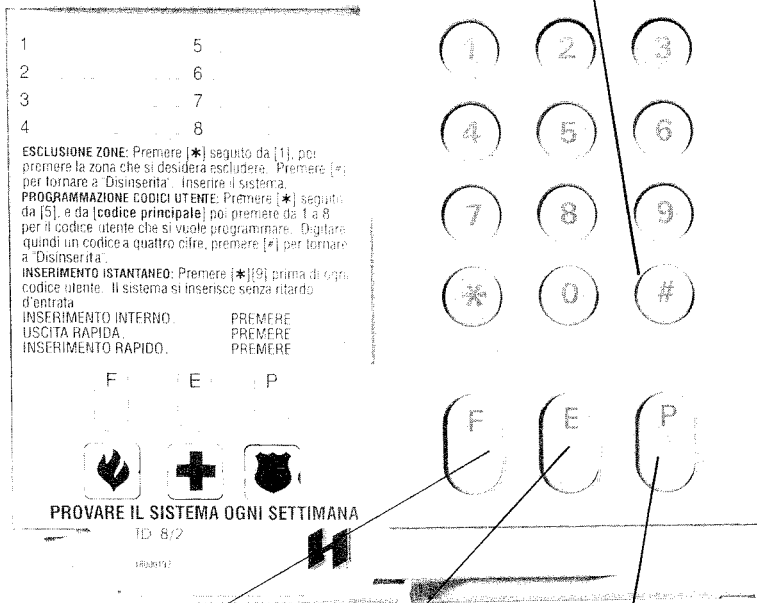 1 5
2 6
3 7
4 8
ESCLUSIONE ZONE: Premere [✱] seguito da [1], poi
premere la zona che si desidera escludere. Premere [#]
per tornare a "Disinserita". Inserire il sistema.
PROGRAMMAZIONE CODICI UTENTE: Premere [✱] seguito
da [5], e da [codice principale] poi premere da 1 a 8
per il codice utente che si vuole programmare. Digitare
quindi un codice a quattro cifre, premere [#] per tornare
a "Disinserita".
INSERIMENTO ISTANTANEO: Premere [✱][9] prima di ogni
codice utente. Il sistema si inserisce senza ritardo
d'entrata
INSERIMENTO INTERNO. PREMERE
USCITA RAPIDA. PREMERE
INSERIMENTO RAPIDO. PREMERE
F E P
PROVARE IL SISTEMA OGNI SETTIMANA
ID 8/2
1 2 3
4 5 6
7 8 9
* 0 #
F E P